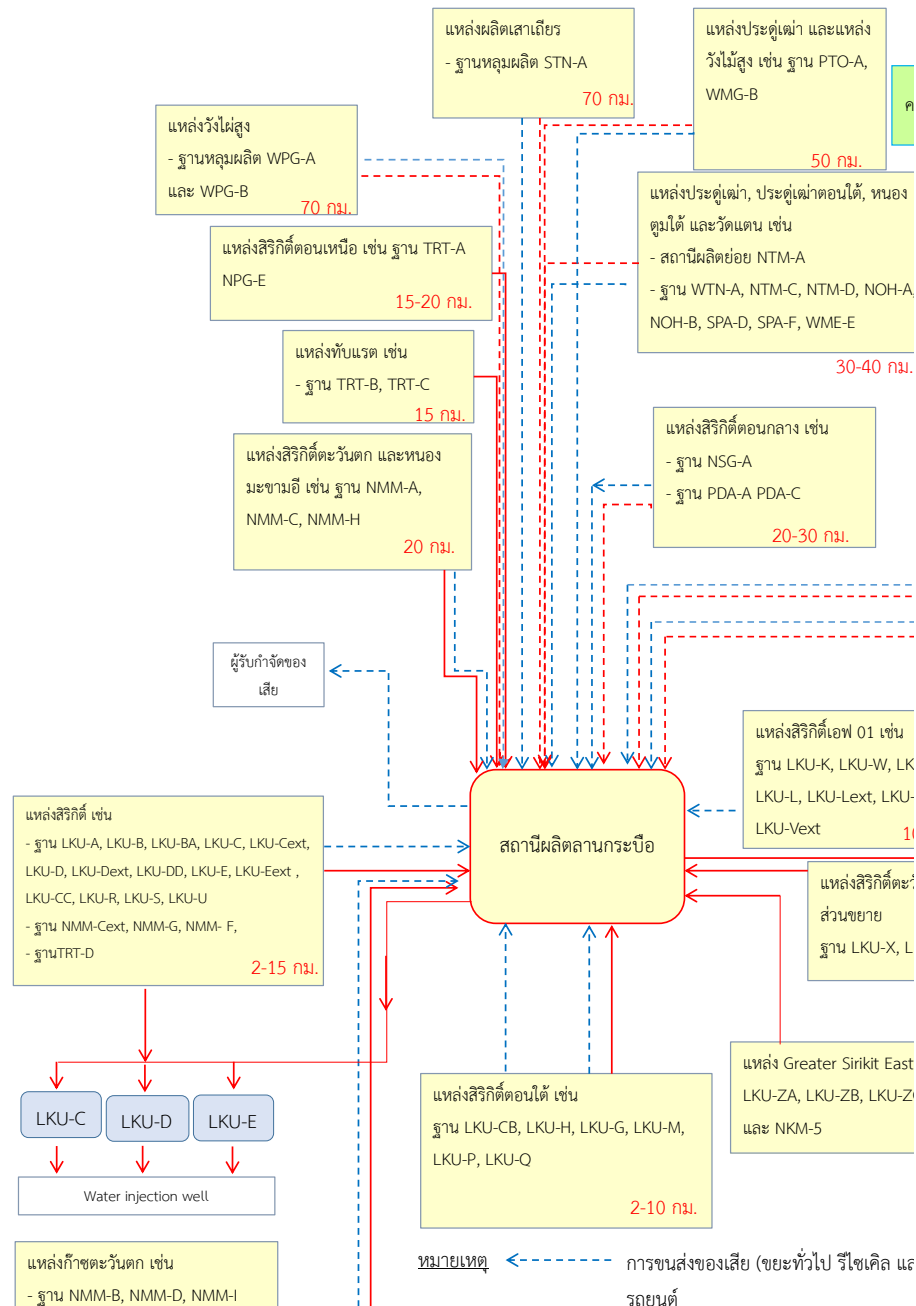 แหล่งผลิตเสาเถียร
- ฐานหลุมผลิต STN-A
70 กม.
แหล่งประดู่เฒ่า และแหล่ง
วังไม้สูง เช่น ฐาน PTO-A,
WMG-B
50 กม.
ค
แหล่งวังไผ่สูง
- ฐานหลุมผลิต WPG-A
และ WPG-B
70 กม.
แหล่งประดู่เฒ่า, ประดู่เฒ่าตอนใต้, หนอง
ตูมใต้ และวัดแตน เช่น
- สถานีผลิตย่อย NTM-A
- ฐาน WTN-A, NTM-C, NTM-D, NOH-A,
NOH-B, SPA-D, SPA-F, WME-E
30-40 กม.
แหล่งสิริกิติ์ตอนเหนือ เช่น ฐาน TRT-A
NPG-E
15-20 กม.
แหล่งทับแรต เช่น
- ฐาน TRT-B, TRT-C
15 กม.
แหล่งสิริกิติ์ตะวันตก และหนอง
มะขามอี เช่น ฐาน NMM-A,
NMM-C, NMM-H
20 กม.
แหล่งสิริกิติ์ตอนกลาง เช่น
- ฐาน NSG-A
- ฐาน PDA-A PDA-C
20-30 กม.
ผู้รับกำจัดของ
เสีย
แหล่งสิริกิติ์เอฟ 01 เช่น
ฐาน LKU-K, LKU-W, LK
LKU-L, LKU-Lext, LKU-
LKU-Vext
10
สถานีผลิตลานกระบือ
แหล่งสิริกิติ์ เช่น
- ฐาน LKU-A, LKU-B, LKU-BA, LKU-C, LKU-Cext,
LKU-D, LKU-Dext, LKU-DD, LKU-E, LKU-Eext ,
LKU-CC, LKU-R, LKU-S, LKU-U
- ฐาน NMM-Cext, NMM-G, NMM- F,
- ฐานTRT-D
2-15 กม.
แหล่งสิริกิติ์ตะวั
ส่วนขยาย
ฐาน LKU-X, L
LKU-C
LKU-D
LKU-E
Water injection well
แหล่งสิริกิติ์ตอนใต้ เช่น
ฐาน LKU-CB, LKU-H, LKU-G, LKU-M,
LKU-P, LKU-Q
2-10 กม.
แหล่ง Greater Sirikit East
LKU-ZA, LKU-ZB, LKU-ZC
และ NKM-5
แหล่งก๊าซตะวันตก เช่น
- ฐาน NMM-B, NMM-D, NMM-I
หมายเหตุ การขนส่งของเสีย (ขยะทั่วไป รีไซเคิล และ
รถยนต์